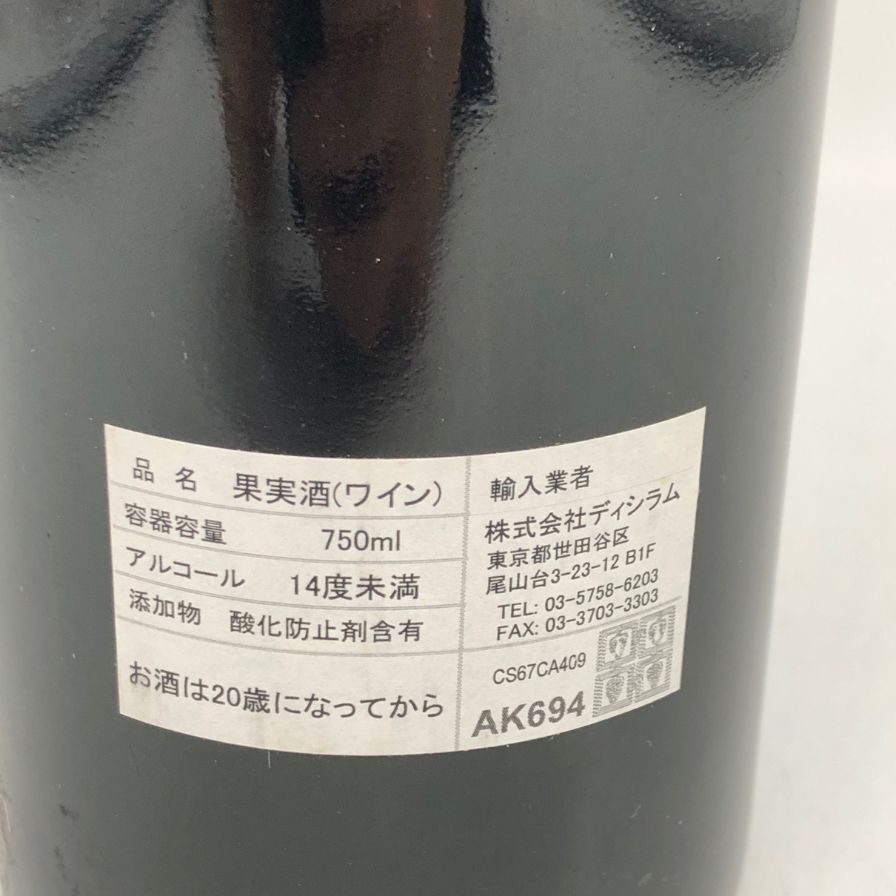 品 名 果実酒(ワイン)
容器容量 750ml
アルコール 14度未満
添加物 酸化防止剤含有
お酒は20歳になってから
輸入業者
株式会社ディシラム
東京都世田谷区
尾山台3-23-12 B1F
TEL: 03-5758-6203
FAX: 03-3703-3303
CS67CA409
AK694